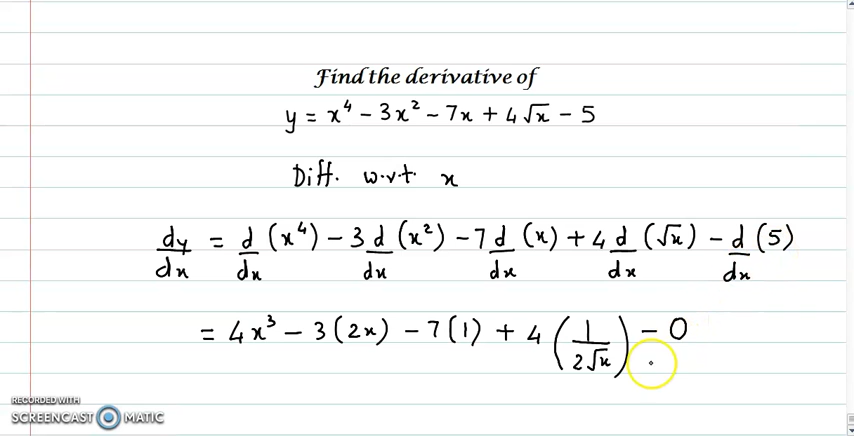 Find the derivative of
y = x⁴ - 3x² - 7x + 4√x - 5
Diff. w.r.t. x
dy/dx = d/dx (x⁴) - 3 d/dx (x²) - 7 d/dx (x) + 4 d/dx (√x) - d/dx (5)
= 4x³ - 3(2x) - 7(1) + 4(1/2√x) - 0
RECORDED WITH
SCREENCAST MATIC